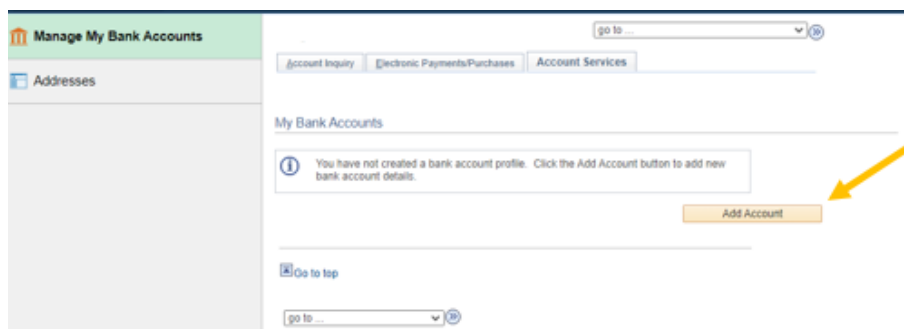 Manage My Bank Accounts
Addresses
go to ...
Account Inquiry Electronic Payments/Purchases Account Services
My Bank Accounts
You have not created a bank account profile. Click the Add Account button to add new
bank account details.
Add Account
Go to top
go to ...